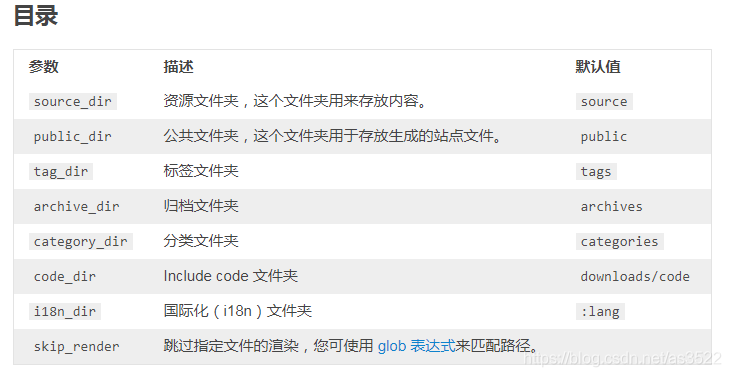 目录
参数 描述 默认值
source_dir 资源文件夹，这个文件夹用来存放内容。 source
public_dir 公共文件夹，这个文件夹用于存放生成的站点文件。 public
tag_dir 标签文件夹 tags
archive_dir 归档文件夹 archives
category_dir 分类文件夹 categories
code_dir Include code 文件夹 downloads/code
i18n_dir 国际化（i18n）文件夹 :lang
skip_render 跳过指定文件的渲染，您可使用 glob 表达式来匹配路径。
https://blog.csdn.net/as3522